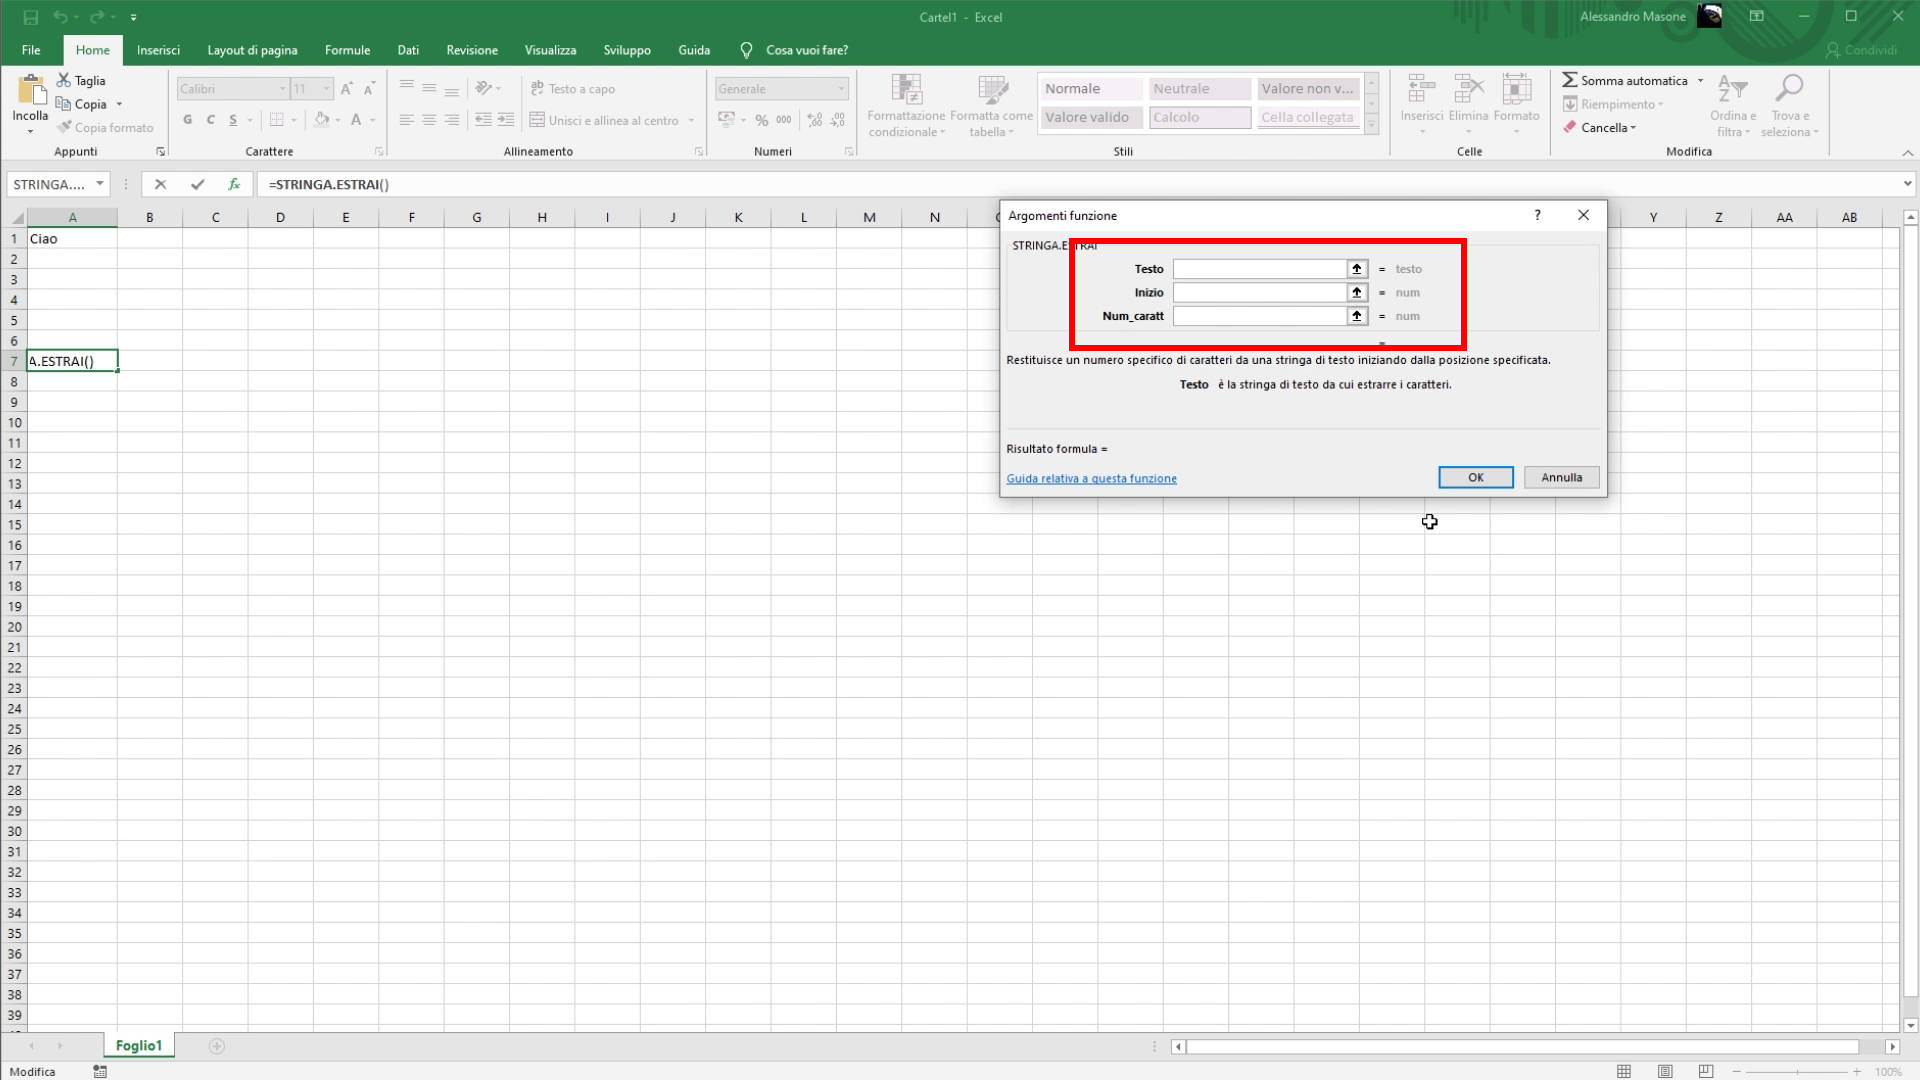 Cartel1 - Excel
Alessandro Masone
File
Home
Inserisci
Layout di pagina
Formule
Dati
Revisione
Visualizza
Sviluppo
Guida
Cosa vuoi fare?
Condividi
Incolla
Taglia
Copia
Copia formato
Appunti
Calibri
11
G C S
A
Carattere
Testo a capo
Unisci e allinea al centro
Allineamento
Generale
% 000
Numeri
Formattazione condizionale
Formatta come tabella
Normale
Neutrale
Valore non v...
Valore valido
Calcolo
Cella collegata
Stili
Inserisci
Elimina
Formato
Celle
Somma automatica
Riempimento
Cancella
Ordina e filtra
Trova e seleziona
Modifica
STRINGA....
fx
=STRINGA.ESTRAI()
A B C D E F G H I J K L M N Y Z AA AB
1 Ciao
2
3
4
5
6
7 A.ESTRAI()
8
9
10
11
12
13
14
15
16
17
18
19
20
21
22
23
24
25
26
27
28
29
30
31
32
33
34
35
36
37
38
39
Argomenti funzione
?
STRINGA.ESTRAI
Testo = testo
Inizio = num
Num_caratt = num
=
Restituisce un numero specifico di caratteri da una stringa di testo iniziando dalla posizione specificata.
Testo è la stringa di testo da cui estrarre i caratteri.
Risultato formula =
Guida relativa a questa funzione
OK
Annulla
Foglio1
Modifica
100%